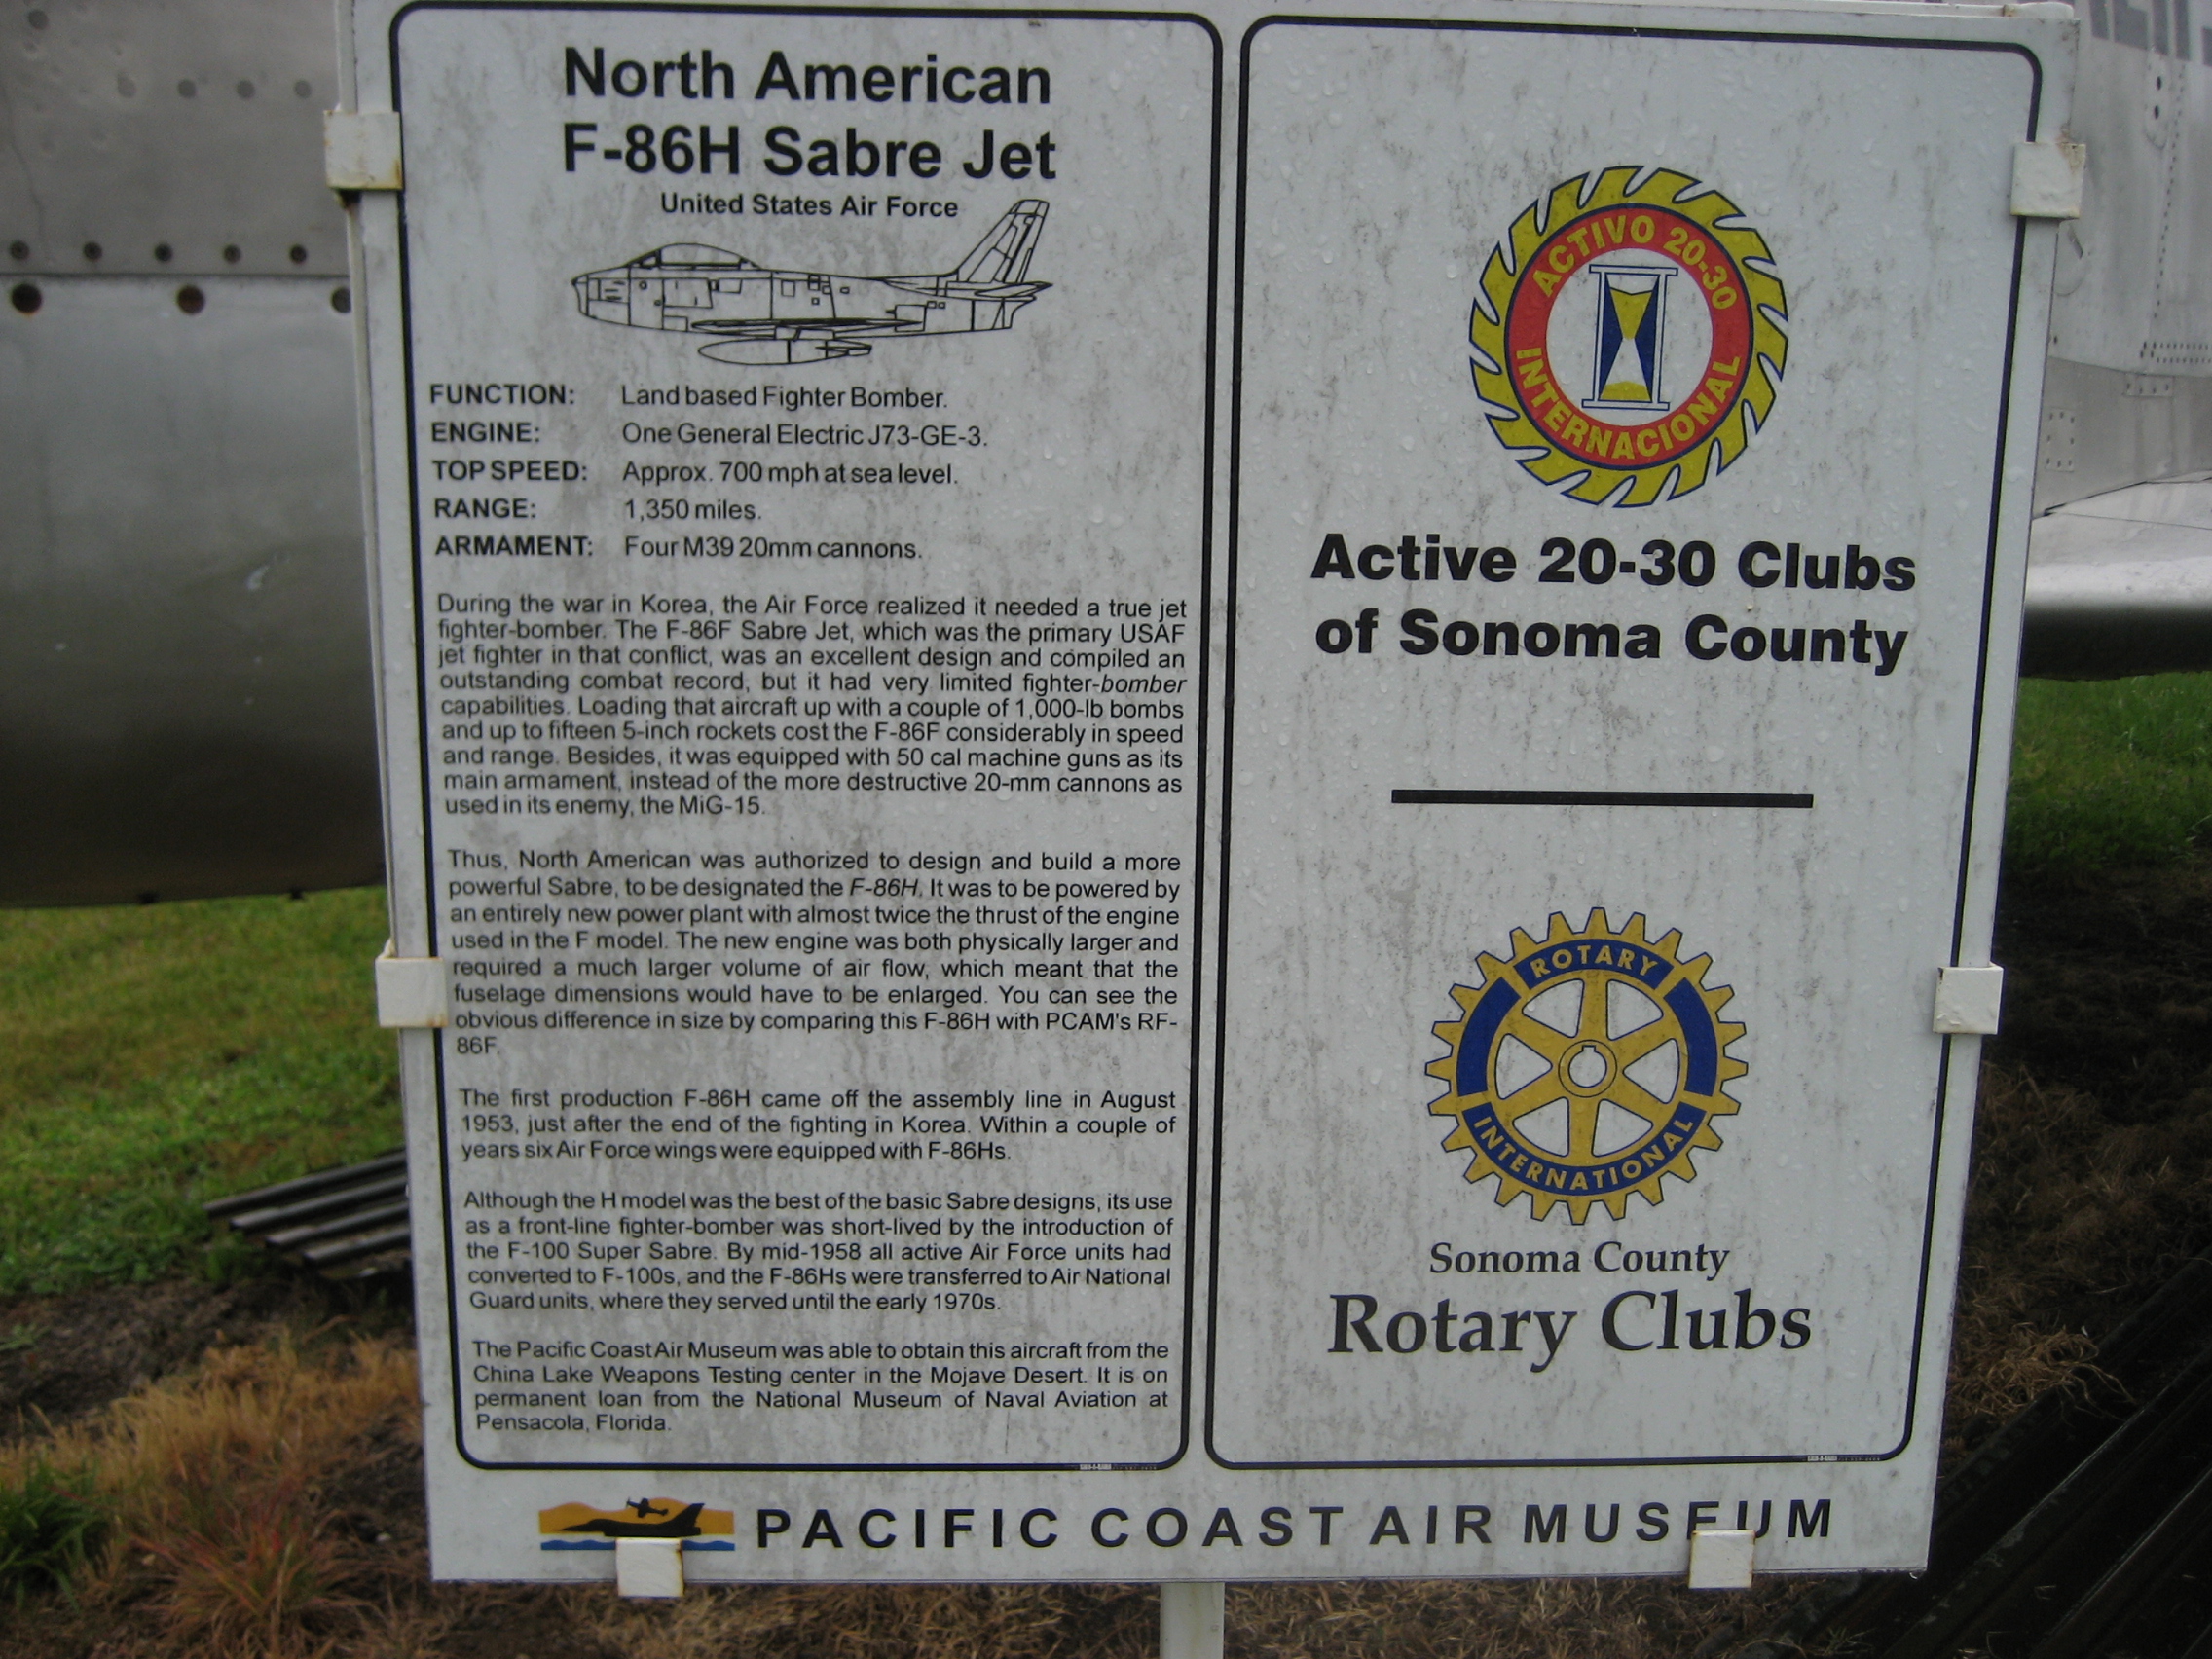 North American
F-86H Sabre Jet
United States Air Force
FUNCTION: Land based Fighter Bomber.
ENGINE: One General Electric J73-GE-3.
TOP SPEED: Approx. 700 mph at sea level.
RANGE: 1,350 miles.
ARMAMENT: Four M39 20mm cannons.
During the war in Korea, the Air Force realized it needed a true jet
fighter-bomber. The F-86F Sabre Jet, which was the primary USAF
jet fighter in that conflict, was an excellent design and compiled an
outstanding combat record, but it had very limited fighter-bomber
capabilities. Loading that aircraft up with a couple of 1,000-lb bombs
and up to fifteen 5-inch rockets cost the F-86F considerably in speed
and range. Besides, it was equipped with 50 cal machine guns as its
main armament, instead of the more destructive 20-mm cannons as
used in its enemy, the MiG-15.
Thus, North American was authorized to design and build a more
powerful Sabre, to be designated the F-86H. It was to be powered by
an entirely new power plant with almost twice the thrust of the engine
used in the F model. The new engine was both physically larger and
required a much larger volume of air flow, which meant that the
fuselage dimensions would have to be enlarged. You can see the
obvious difference in size by comparing this F-86H with PCAM's RF-
86F.
The first production F-86H came off the assembly line in August
1953, just after the end of the fighting in Korea. Within a couple of
years six Air Force wings were equipped with F-86Hs.
Although the H model was the best of the basic Sabre designs, its use
as a front-line fighter-bomber was short-lived by the introduction of
the F-100 Super Sabre. By mid-1958 all active Air Force units had
converted to F-100s, and the F-86Hs were transferred to Air National
Guard units, where they served until the early 1970s.
The Pacific Coast Air Museum was able to obtain this aircraft from the
China Lake Weapons Testing center in the Mojave Desert. It is on
permanent loan from the National Museum of Naval Aviation at
Pensacola, Florida.
ACTIVO 20-30
INTERNACIONAL
Active 20-30 Clubs
of Sonoma County
ROTARY
INTERNATIONAL
Sonoma County
Rotary Clubs
PACIFIC COAST AIR MUSEUM